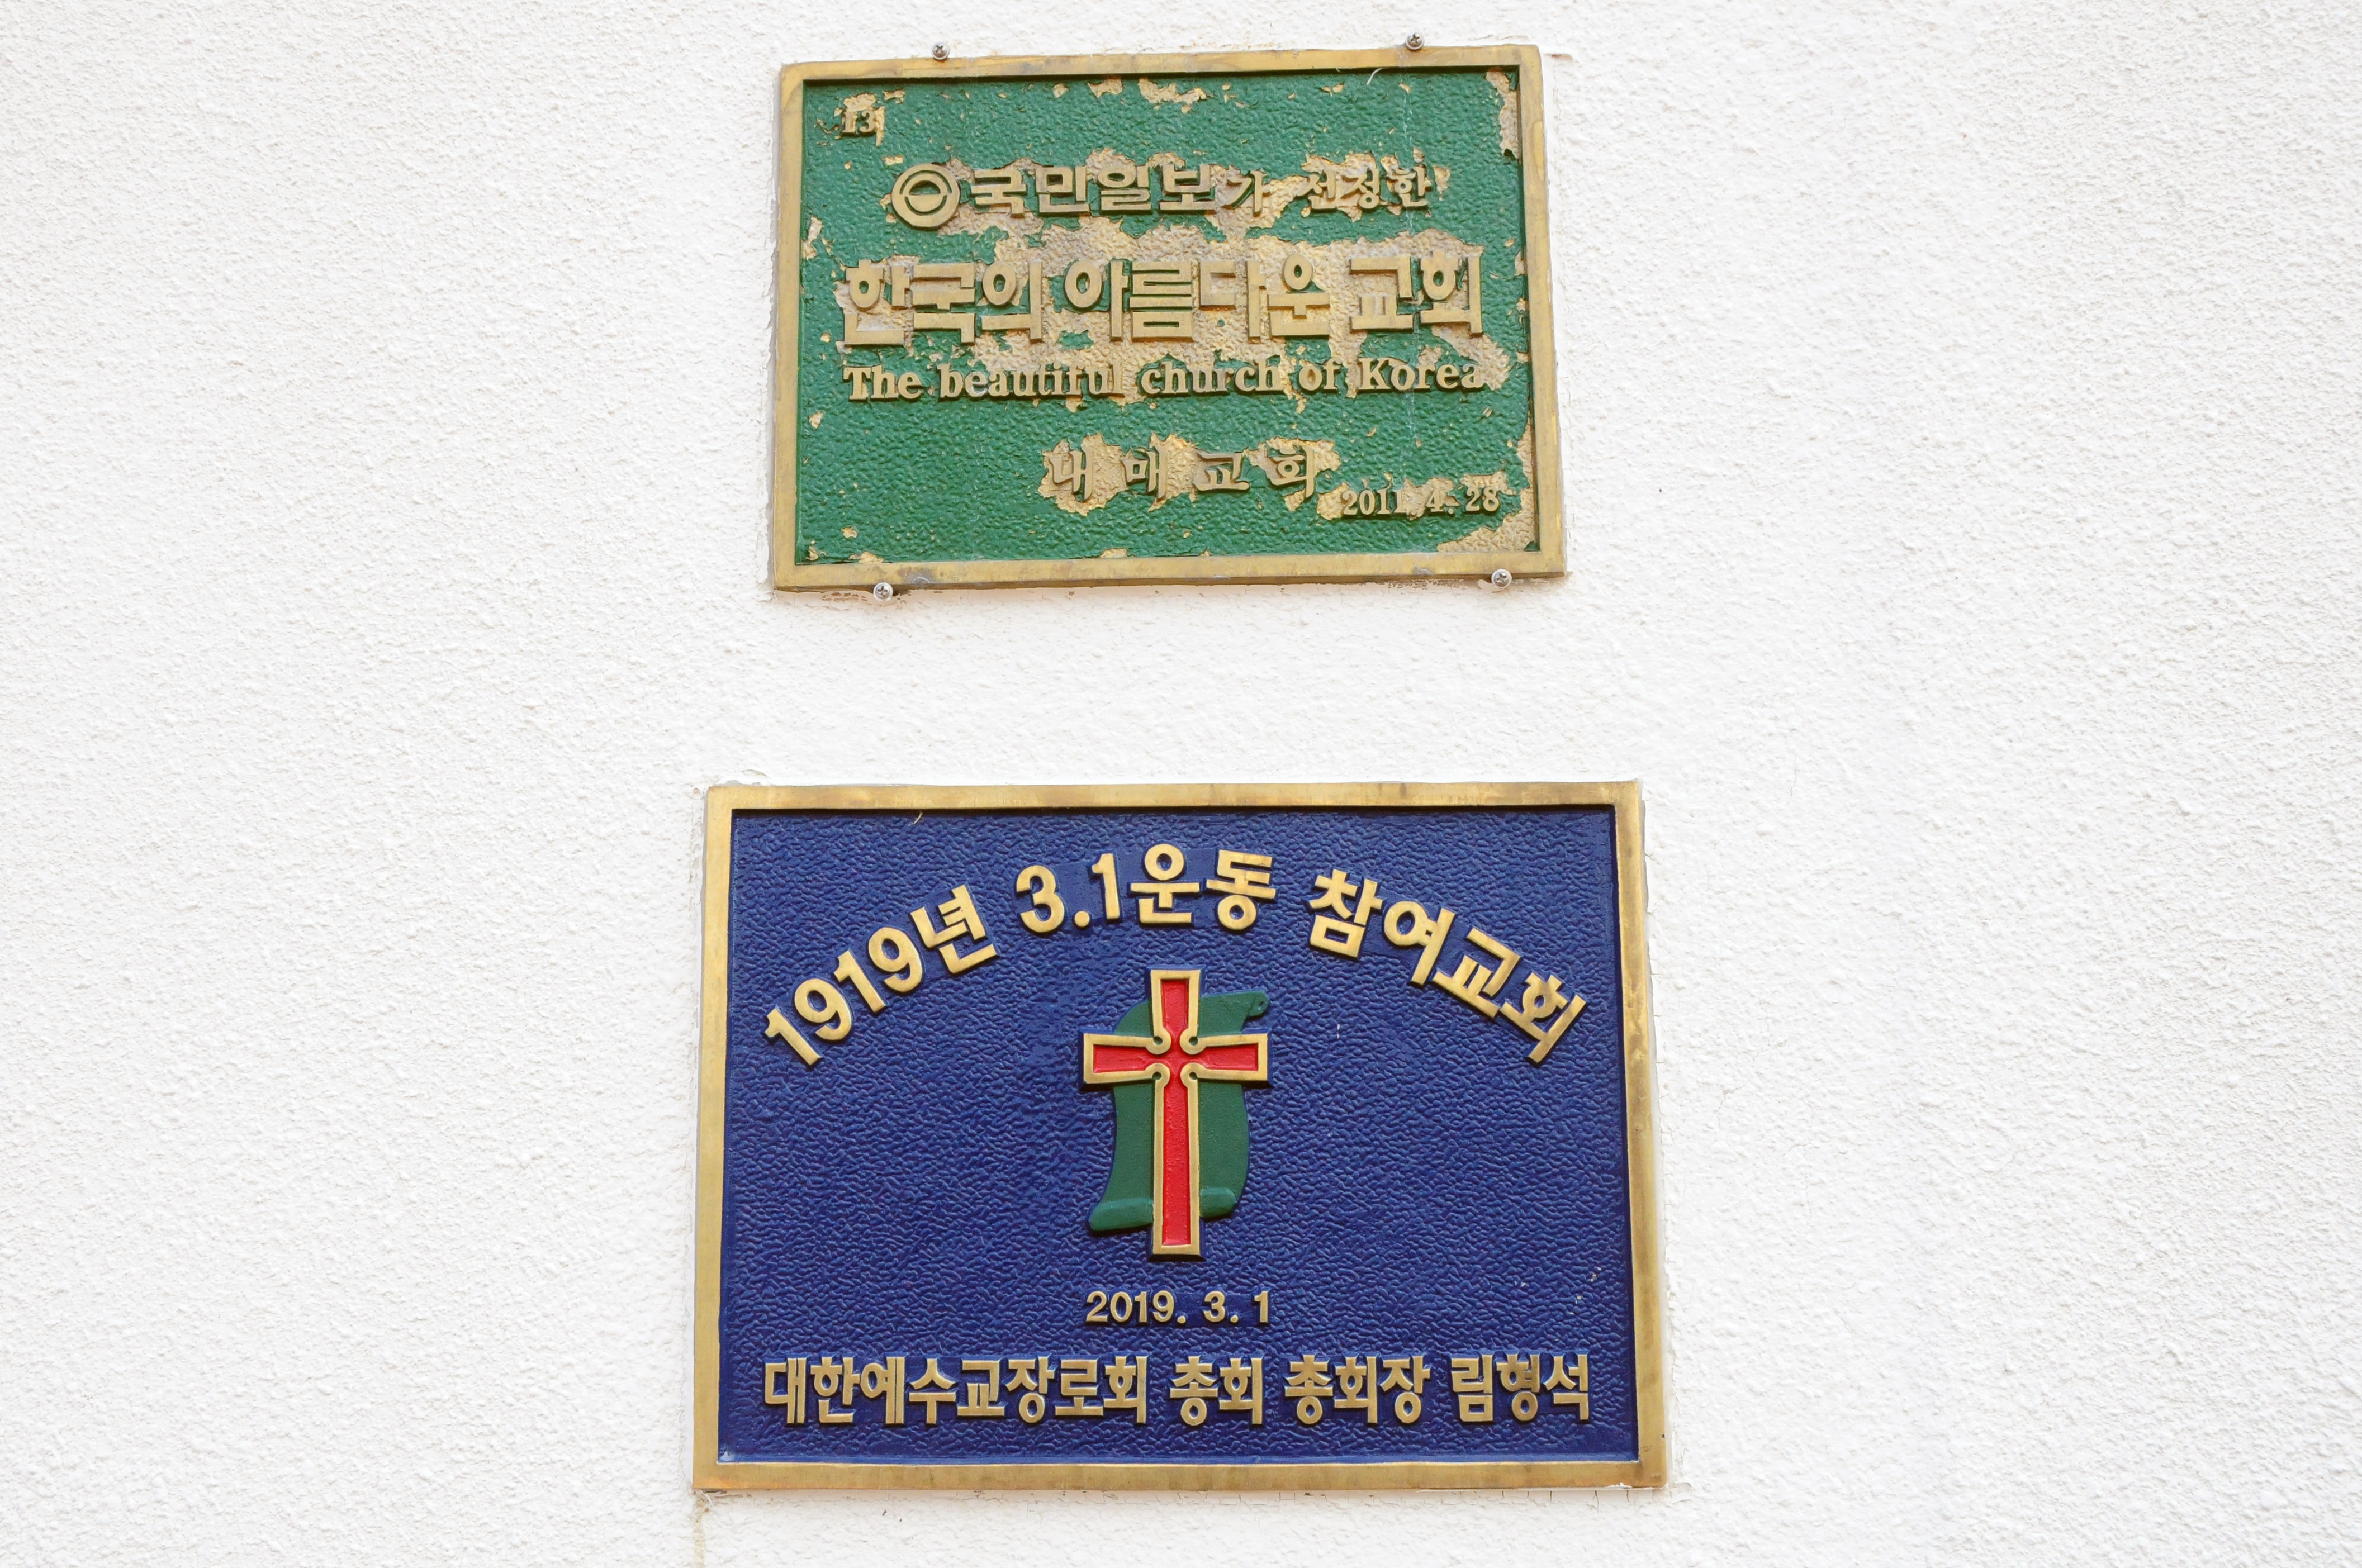 13
국민일보가 선정한
한국의 아름다운 교회
The beautiful church of Korea
내매교회
2011. 4. 28
1919년 3.1운동 참여교회
2019. 3. 1
대한예수교장로회 총회 총회장 림형석